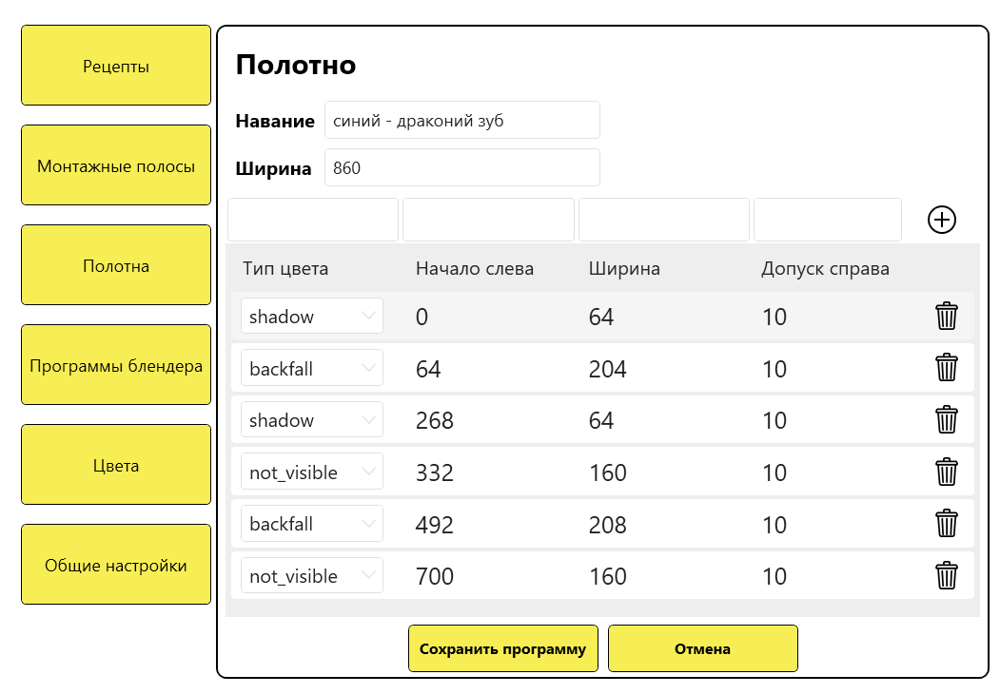 Рецепты
Монтажные полосы
Полотна
Программы блендера
Цвета
Общие настройки
Полотно
Навание синий - драконий зуб
Ширина 860
Тип цвета Начало слева Ширина Допуск справа
shadow 0 64 10
backfall 64 204 10
shadow 268 64 10
not_visible 332 160 10
backfall 492 208 10
not_visible 700 160 10
Сохранить программу Отмена